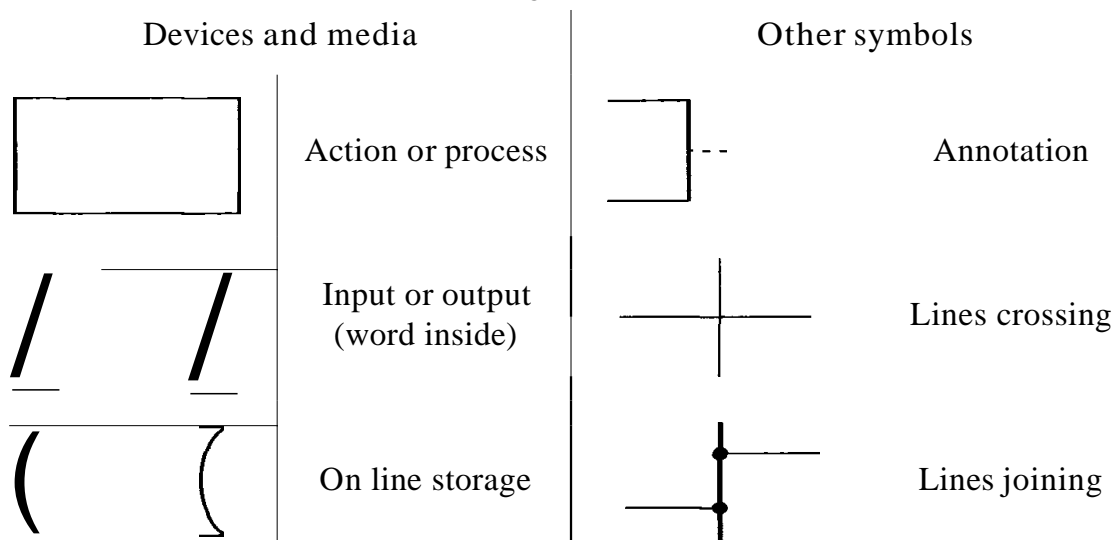 Devices and media
Other symbols
Action or process
Annotation
Input or output
(word inside)
Lines crossing
On line storage
Lines joining